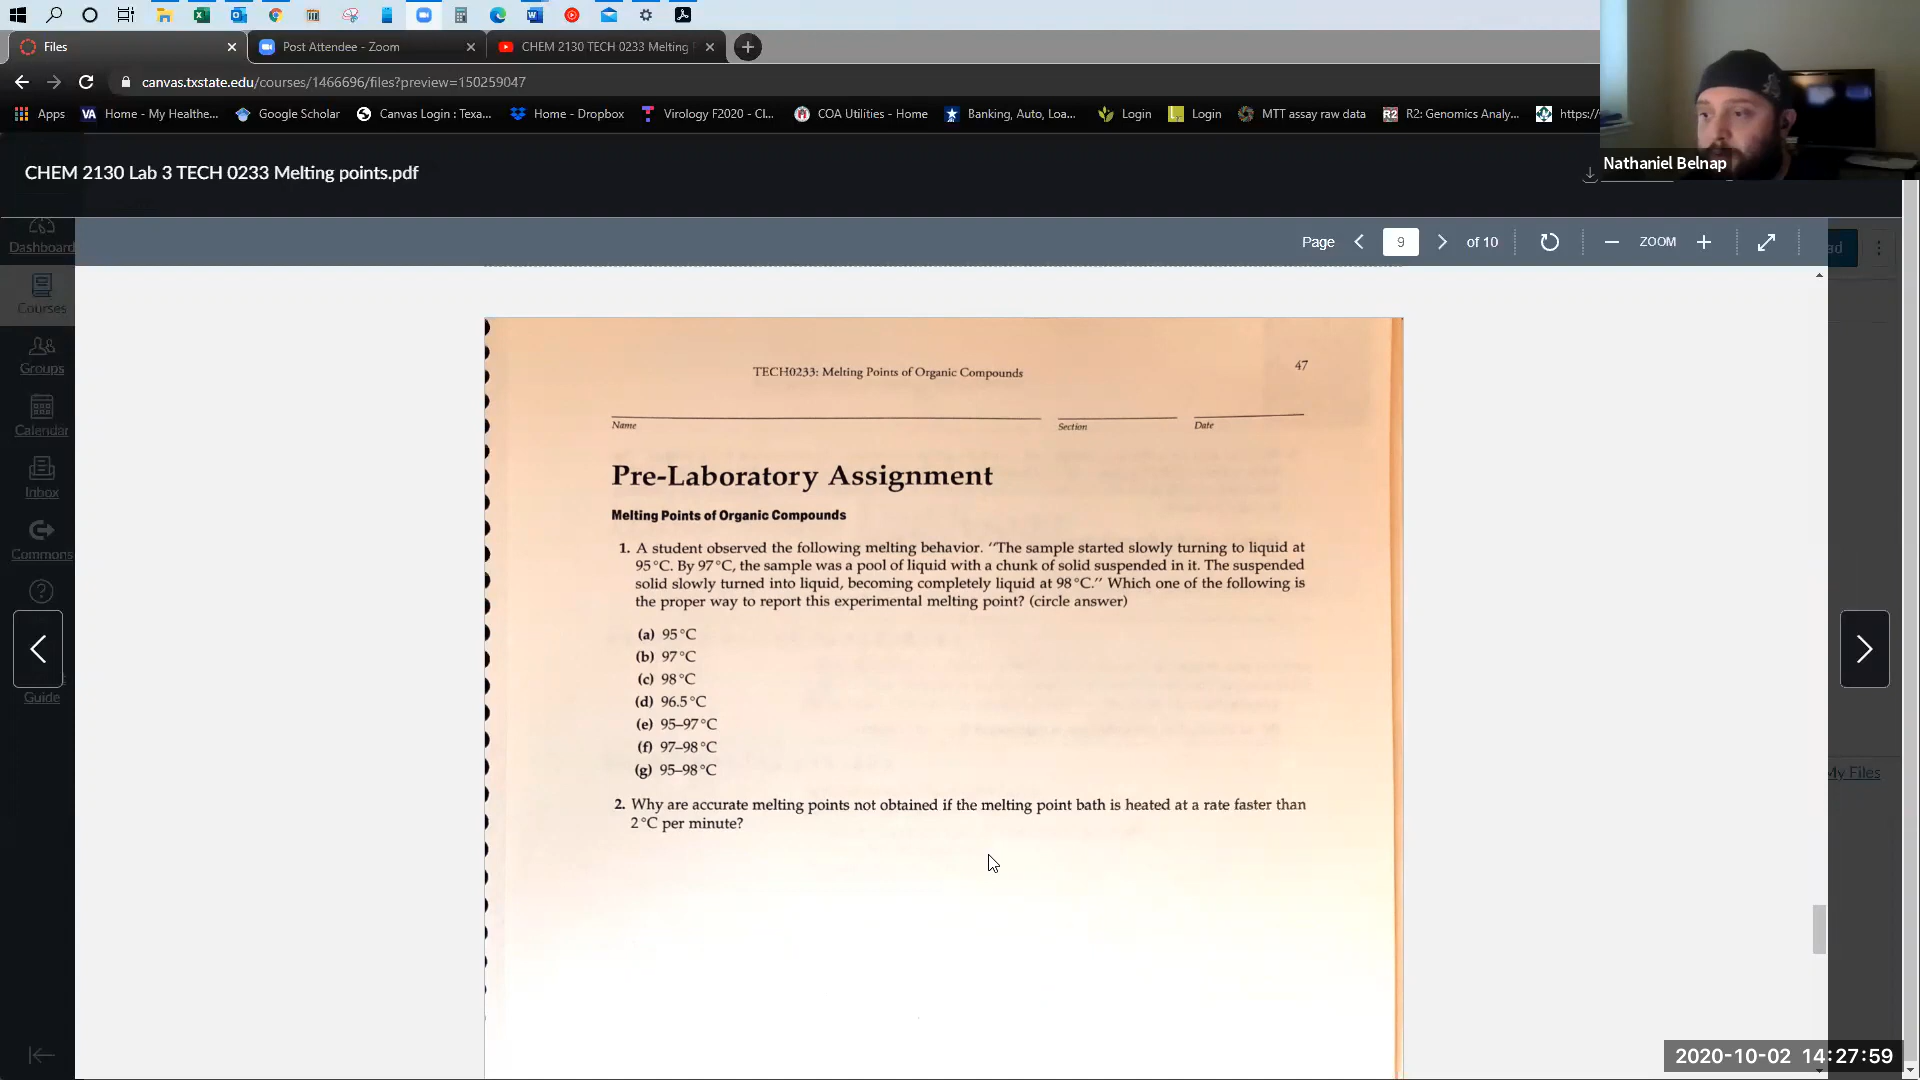 Files
Post Attendee - Zoom
CHEM 2130 TECH 0233 Melting
canvas.txstate.edu/courses/1466696/files?preview=150259047
Apps
VA Home - My Healthe...
Google Scholar
Canvas Login : Texa...
Home - Dropbox
Virology F2020 - Cl...
COA Utilities - Home
Banking, Auto, Loa...
Login
Login
MTT assay raw data
R2 R2: Genomics Analy...
https:/
Nathaniel Belnap
CHEM 2130 Lab 3 TECH 0233 Melting points.pdf
Page 9 of 10
ZOOM
Dashboard
Courses
Groups
Calendar
Inbox
Commons
Guide
ad
My Files
TECH0233: Melting Points of Organic Compounds
47
Name Section Date
Pre-Laboratory Assignment
Melting Points of Organic Compounds
1. A student observed the following melting behavior. "The sample started slowly turning to liquid at
95°C. By 97°C, the sample was a pool of liquid with a chunk of solid suspended in it. The suspended
solid slowly turned into liquid, becoming completely liquid at 98°C." Which one of the following is
the proper way to report this experimental melting point? (circle answer)
(a) 95°C
(b) 97°C
(c) 98°C
(d) 96.5°C
(e) 95–97°C
(f) 97–98°C
(g) 95–98°C
2. Why are accurate melting points not obtained if the melting point bath is heated at a rate faster than
2°C per minute?
2020-10-02 14:27:59